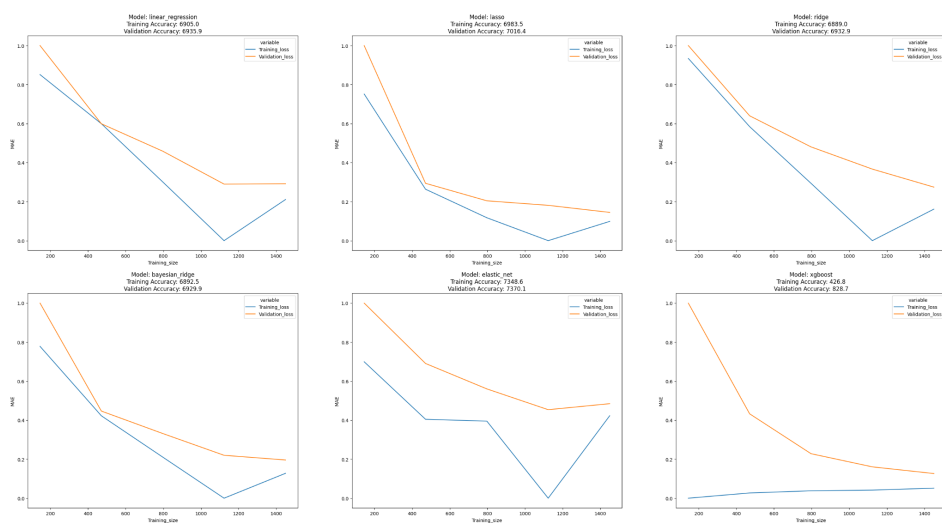 Model: linear_regression
Training Accuracy: 6905.0
Validation Accuracy: 6935.9
variable
Training_loss
Validation_loss
1.0
0.8
0.6
0.4
0.2
0.0
MAE
200 400 600 800 1000 1200 1400
Training_size
Model: lasso
Training Accuracy: 6983.5
Validation Accuracy: 7016.4
variable
Training_loss
Validation_loss
1.0
0.8
0.6
0.4
0.2
0.0
MAE
200 400 600 800 1000 1200 1400
Training_size
Model: ridge
Training Accuracy: 6889.0
Validation Accuracy: 6932.9
variable
Training_loss
Validation_loss
1.0
0.8
0.6
0.4
0.2
0.0
MAE
200 400 600 800 1000 1200 1400
Training_size
Model: bayesian_ridge
Training Accuracy: 6892.5
Validation Accuracy: 6929.9
variable
Training_loss
Validation_loss
1.0
0.8
0.6
0.4
0.2
0.0
MAE
200 400 600 800 1000 1200 1400
Training_size
Model: elastic_net
Training Accuracy: 7348.6
Validation Accuracy: 7370.1
variable
Training_loss
Validation_loss
1.0
0.8
0.6
0.4
0.2
0.0
MAE
200 400 600 800 1000 1200 1400
Training_size
Model: xgboost
Training Accuracy: 426.8
Validation Accuracy: 828.7
variable
Training_loss
Validation_loss
1.0
0.8
0.6
0.4
0.2
0.0
MAE
200 400 600 800 1000 1200 1400
Training_size